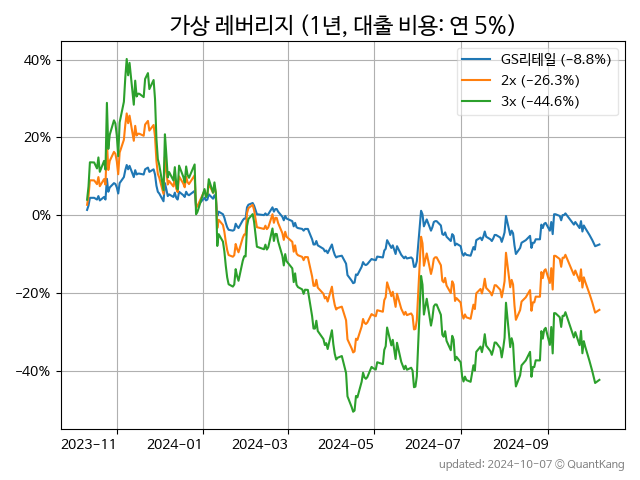 가상 레버리지 (1년, 대출 비용: 연 5%)
GS리테일 (−8.8%)
2x (−26.3%)
3x (−44.6%)
40%
20%
0%
−20%
−40%
2023-11 2024-01 2024-03 2024-05 2024-07 2024-09
updated: 2024-10-07 © QuantKang